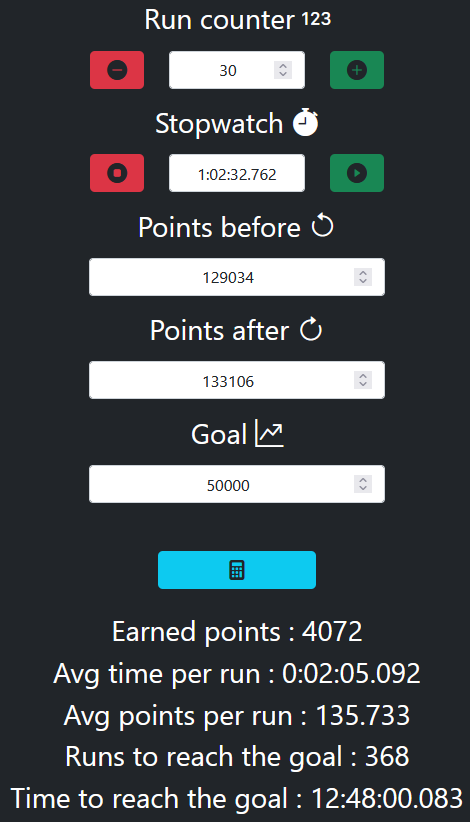 Run counter 123
30
Stopwatch
1:02:32.762
Points before
129034
Points after
133106
Goal
50000
Earned points : 4072
Avg time per run : 0:02:05.092
Avg points per run : 135.733
Runs to reach the goal : 368
Time to reach the goal : 12:48:00.083